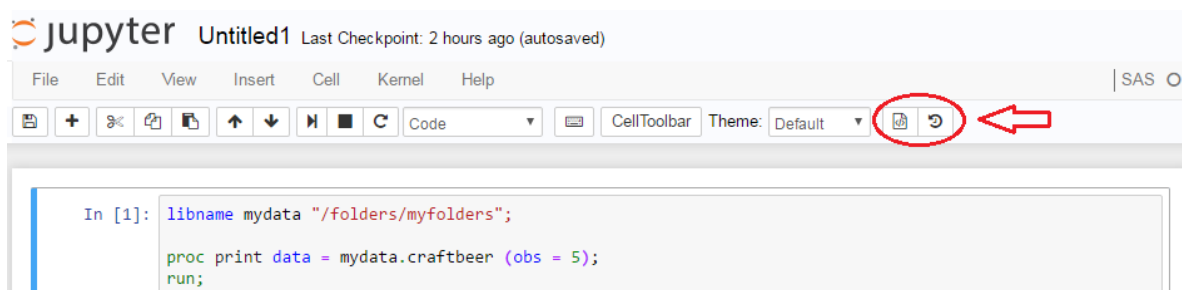 jupyter Untitled1 Last Checkpoint: 2 hours ago (autosaved)
File Edit View Insert Cell Kernel Help SAS
Code CellToolbar Theme: Default
In [1]: libname mydata "/folders/myfolders";
proc print data = mydata.craftbeer (obs = 5);
run;